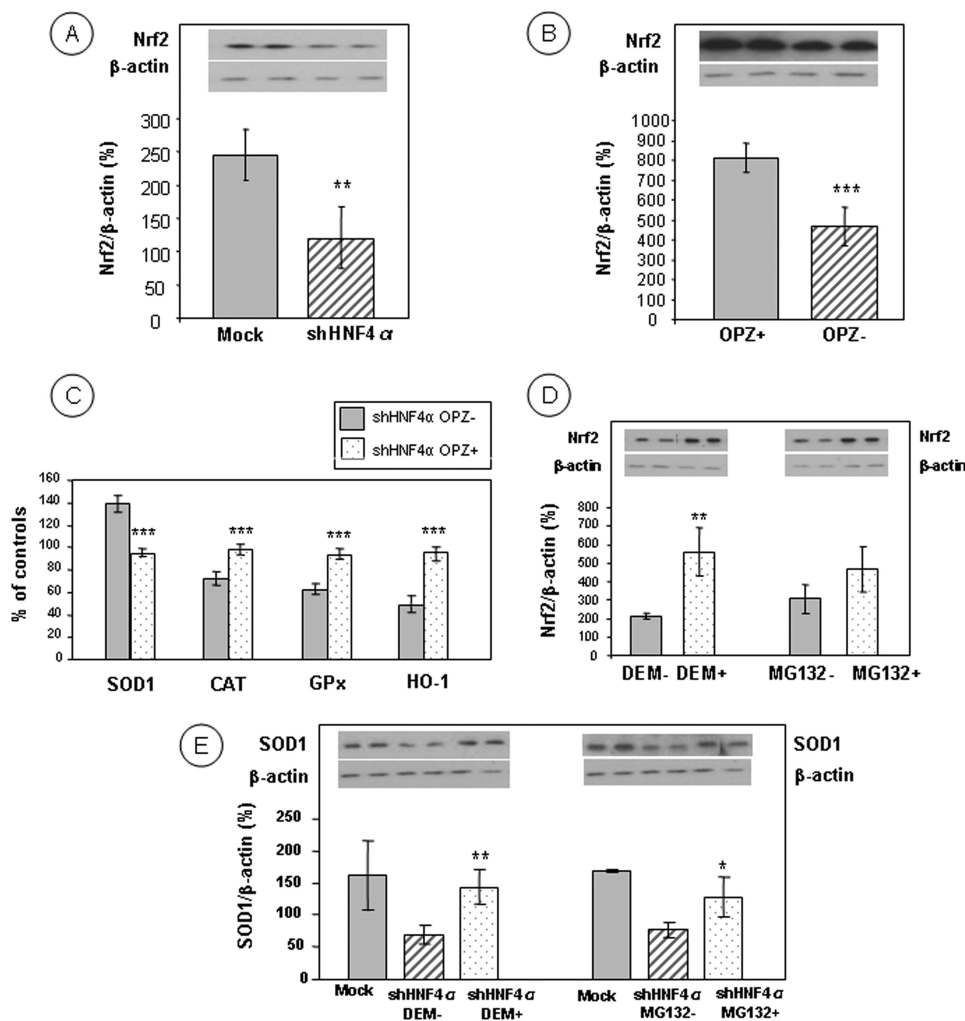 A
Nrf2
β-actin
Nrf2/β-actin (%)
300
250
200
150
100
50
0
**
Mock shHNF4α
B
Nrf2
β-actin
Nrf2/β-actin (%)
1000
900
800
700
600
500
400
300
200
100
0
***
OPZ+ OPZ-
C
shHNF4α OPZ-
shHNF4α OPZ+
% of controls
160
140
120
100
80
60
40
20
0
*** *** *** ***
SOD1 CAT GPx HO-1
D
Nrf2 Nrf2
β-actin β-actin
Nrf2/β-actin (%)
800
700
600
500
400
300
200
100
0
**
DEM- DEM+ MG132- MG132+
E
SOD1 SOD1
β-actin β-actin
SOD1/β-actin (%)
250
200
150
100
50
0
** *
Mock shHNF4α shHNF4α Mock shHNF4α shHNF4α
DEM- DEM+ MG132- MG132+